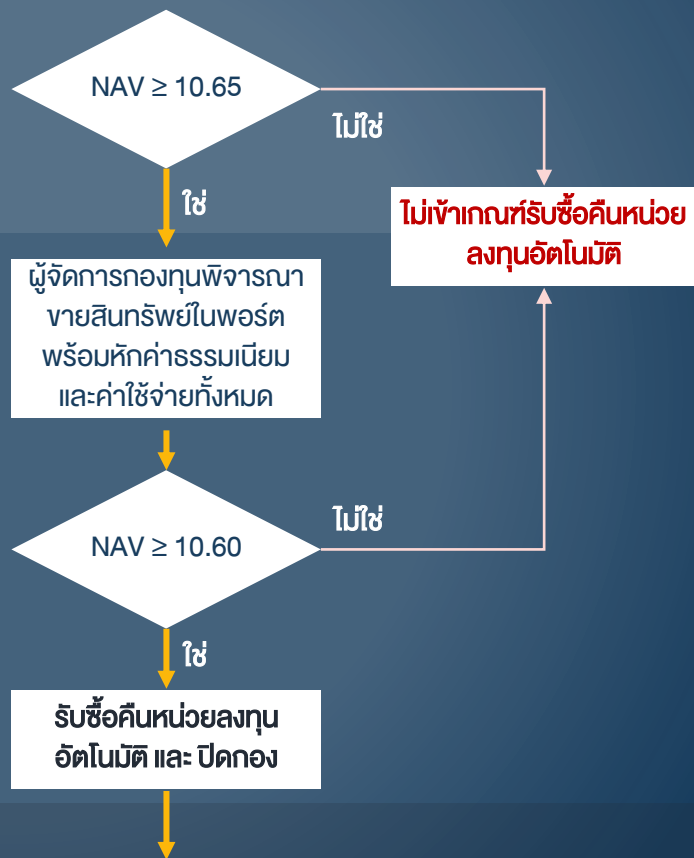 NAV ≥ 10.65
ไม่ใช่
ใช่
ไม่เข้าเกณฑ์รับซื้อคืนหน่วย
ลงทุนอัตโนมัติ
ผู้จัดการกองทุนพิจารณา
ขายสินทรัพย์ในพอร์ต
พร้อมหักค่าธรรมเนียม
และค่าใช้จ่ายทั้งหมด
NAV ≥ 10.60
ไม่ใช่
ใช่
รับซื้อคืนหน่วยลงทุน
อัตโนมัติ และ ปิดกอง